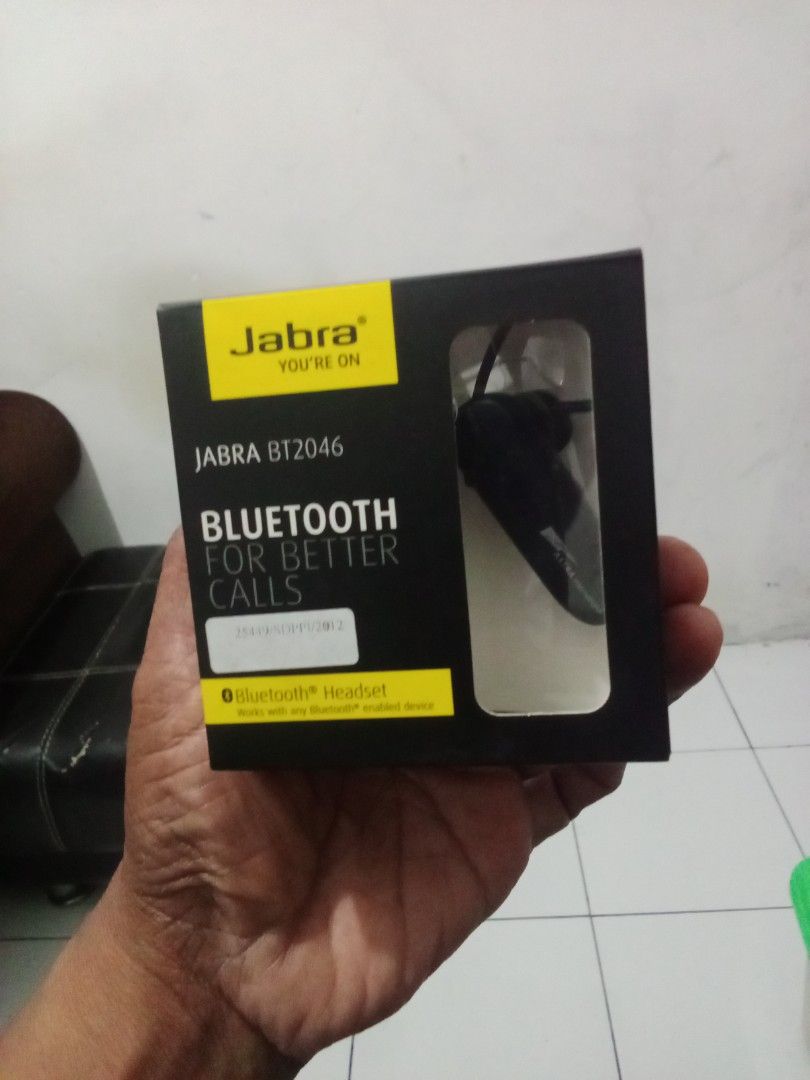 Jabra®
YOU'RE ON
JABRA BT2046
BLUETOOTH
FOR BETTER
CALLS
Bluetooth® Headset
Works with any Bluetooth® enabled device